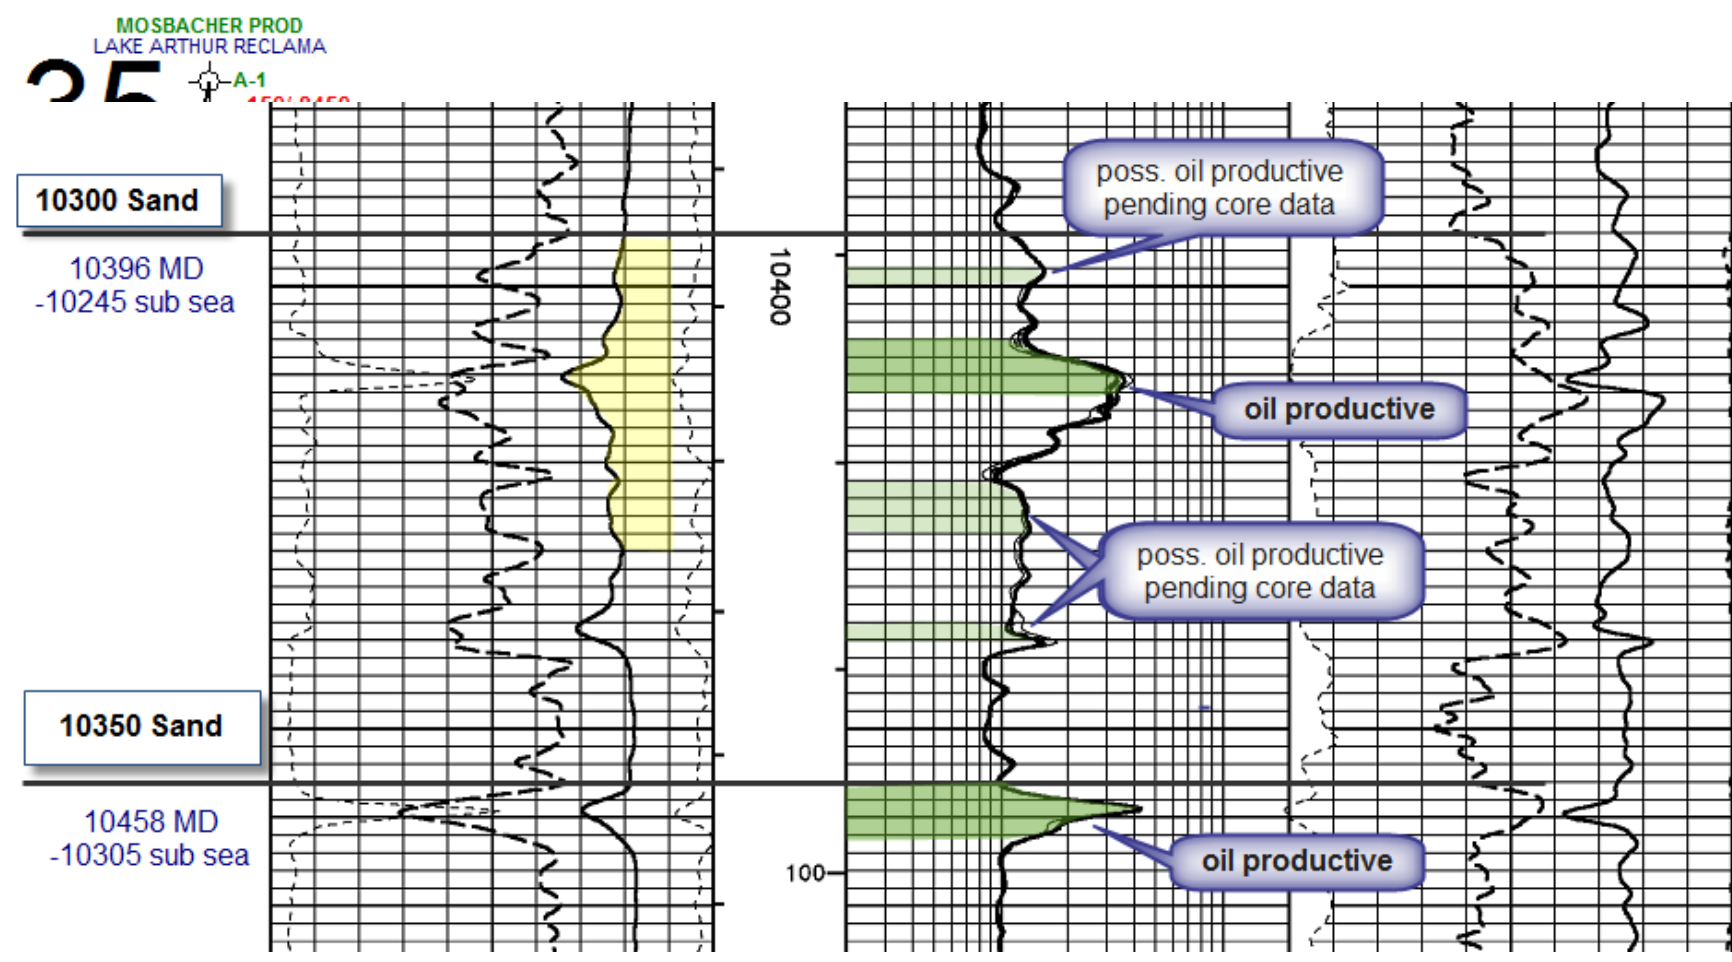 MOSBACHER PROD
LAKE ARTHUR RECLAMA
35
A-1
10300 Sand
10396 MD
-10245 sub sea
10400
poss. oil productive
pending core data
oil productive
poss. oil productive
pending core data
10350 Sand
10458 MD
-10305 sub sea
100
oil productive